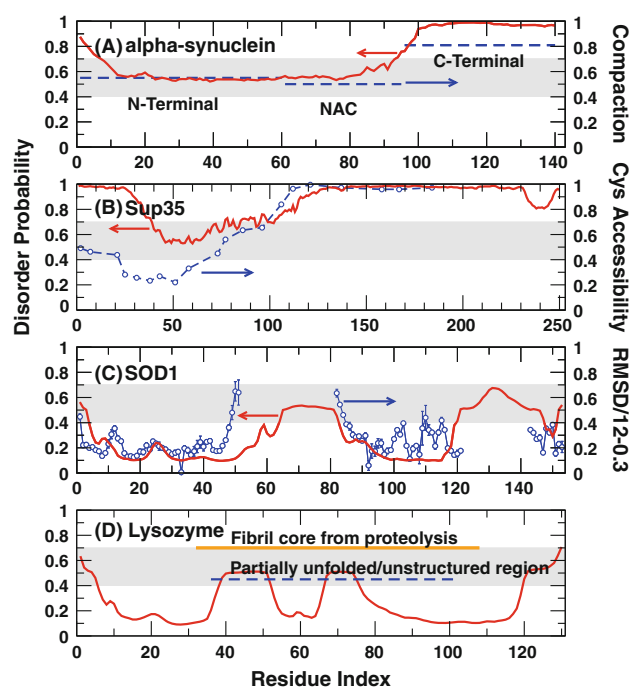 (A) alpha-synuclein
N-Terminal
NAC
C-Terminal
1
0.8
0.6
0.4
0.2
0
1
0.8
0.6
0.4
0.2
0
0 20 40 60 80 100 120 140
Compaction
(B) Sup35
1
0.8
0.6
0.4
0.2
0
1
0.8
0.6
0.4
0.2
0
0 50 100 150 200 250
Cys Accessibility
Disorder Probability
(C) SOD1
1
0.8
0.6
0.4
0.2
0
1
0.8
0.6
0.4
0.2
0
0 20 40 60 80 100 120 140
RMSD/12-0.3
(D) Lysozyme
Fibril core from proteolysis
Partially unfolded/unstructured region
1
0.8
0.6
0.4
0.2
0
0 20 40 60 80 100 120
Residue Index